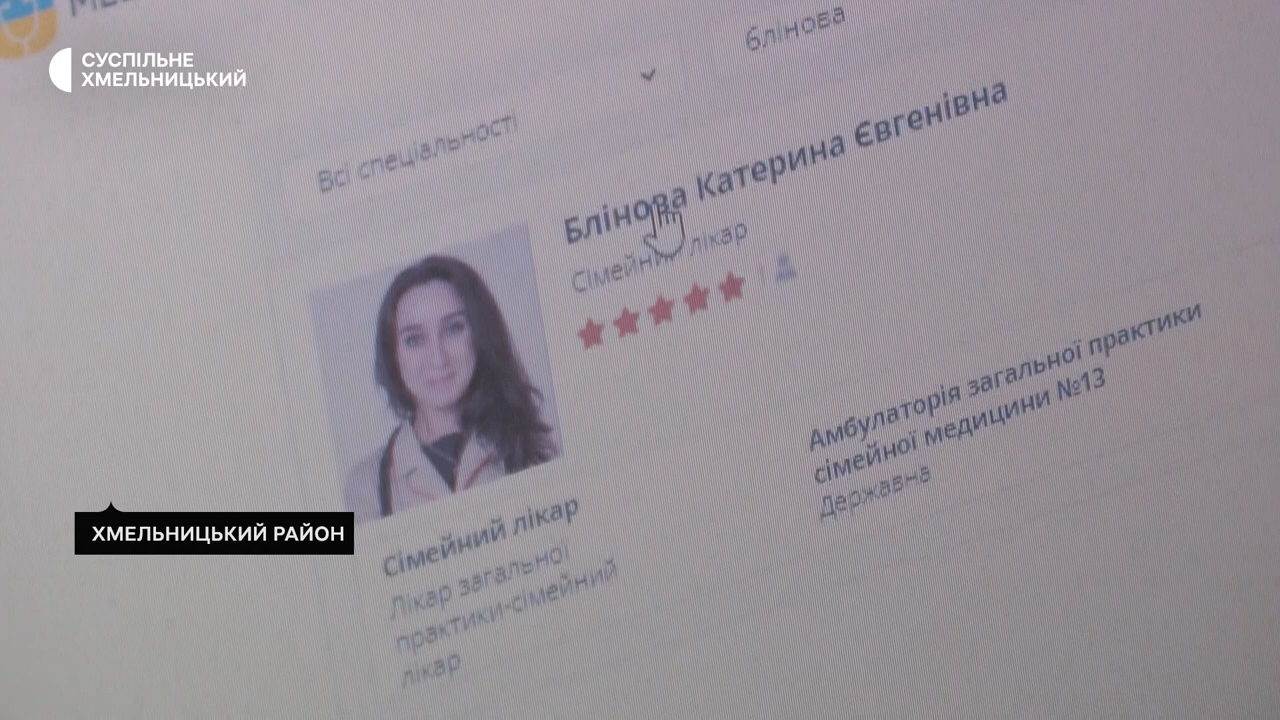 СУСПІЛЬНЕ
ХМЕЛЬНИЦЬКИЙ
блінова
Всі спеціальності
Блінова Катерина Євгенівна
Сімейний лікар
Амбулаторія загальної практики
сімейної медицини №13
Державна
ХМЕЛЬНИЦЬКИЙ РАЙОН
Сімейний лікар
Лікар загальної
практики-сімейний
лікар